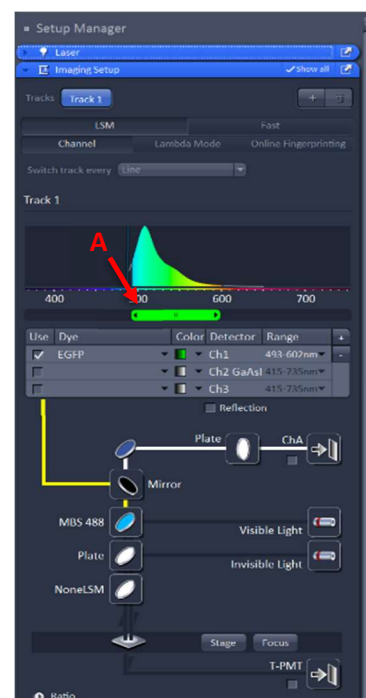 Setup Manager
Laser
Imaging Setup Show all
Tracks Track 1 +
LSM Fast
Channel Lambda Mode Online Fingerprinting
Switch track every Line
Track 1
A
400 500 600 700
Use Dye Color Detector Range +
EGFP Ch1 493-602nm -
Ch2 GaAsI 415-735nm
Ch3 415-735nm
Reflection
Plate ChA
Mirror
MBS 488 Visible Light
Plate Invisible Light
NoneLSM
Stage Focus
T-PMT
Ratio